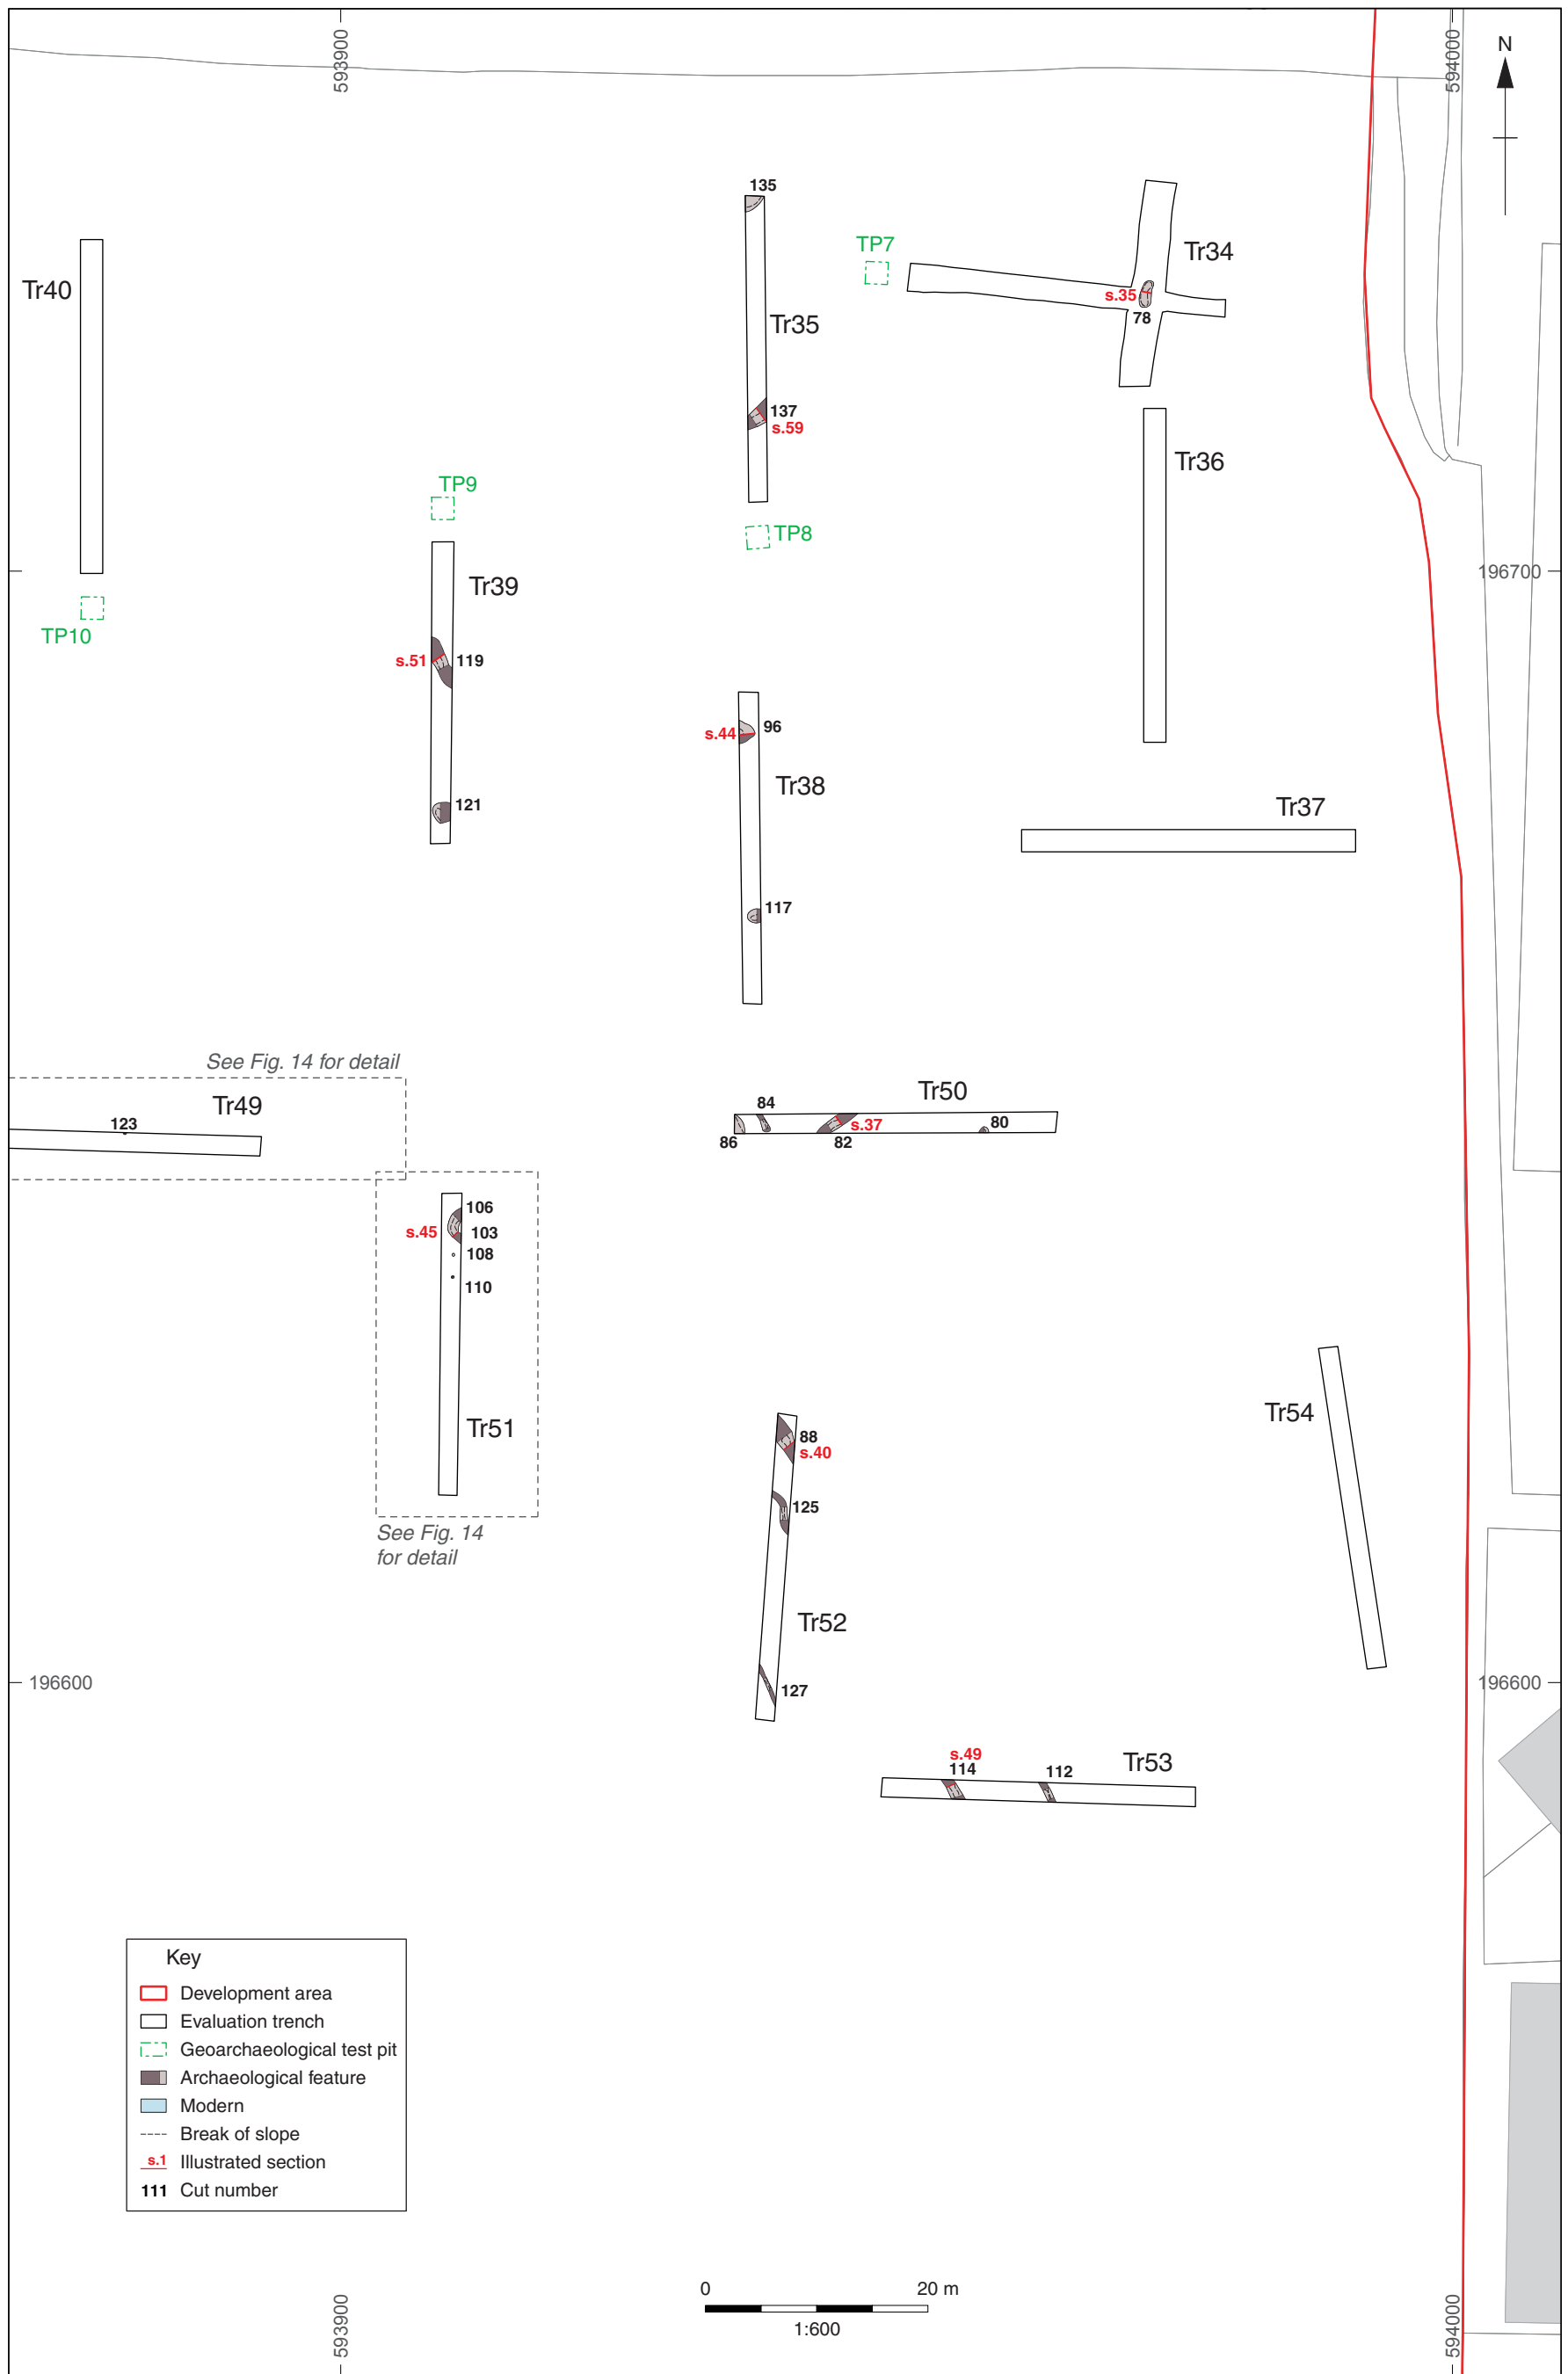 593900
594000
N
135
TP7
Tr34
Tr40
s.35
78
Tr35
137
s.59
Tr36
TP9
TP8
196700
Tr39
TP10
s.51
119
96
s.44
Tr38
121
Tr37
117
See Fig. 14 for detail
Tr49
123
84
Tr50
s.37
80
86
82
106
s.45
103
108
110
Tr51
See Fig. 14
for detail
Tr54
88
s.40
125
Tr52
196600
127
196600
s.49
114
112
Tr53
Key
Development area
Evaluation trench
Geoarchaeological test pit
Archaeological feature
Modern
Break of slope
s.1 Illustrated section
111 Cut number
0 20 m
1:600
593900
594000